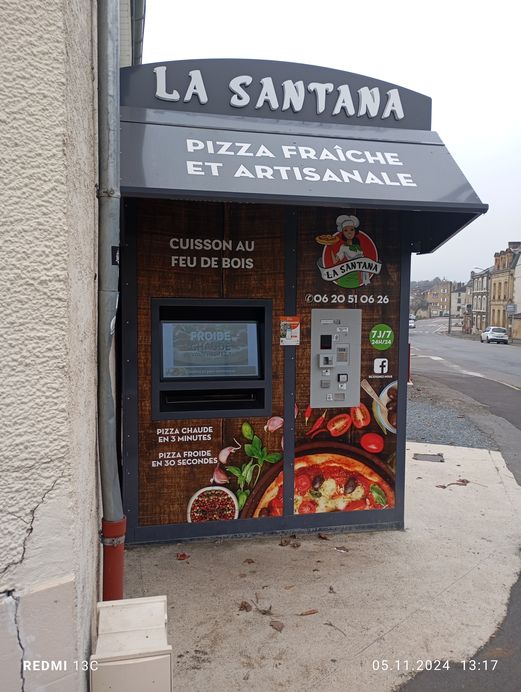 LA SANTANA
PIZZA FRAÎCHE
ET ARTISANALE
CUISSON AU
FEU DE BOIS
LA SANTANA
06 20 51 06 26
FROIDE
CHAUDE
7J/7
24H/24
PIZZA CHAUDE
EN 3 MINUTES
PIZZA FROIDE
EN 30 SECONDES
REDMI 13C
05.11.2024 13:17